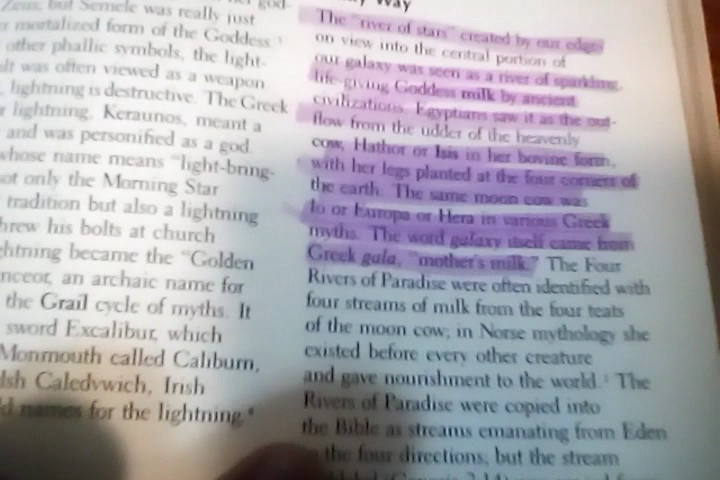 Zeus, but Semele was really just
mortalized form of the Goddess
other phallic symbols, the light-
was often viewed as a weapon
lightning is destructive. The Greek
lightning, Keraunos, meant a
and was personified as a god.
whose name means "light-bring-
not only the Morning Star
tradition but also a lightning
hrew his bolts at church
ghtning became the "Golden
an archaic name for
the Grail cycle of myths. It
sword Excalibur, which
Monmouth called Caliburn,
lsh Caledvwich, Irish
names for the lightning.4
Way
The "river of stars" created by our edge-
on view into the central portion of
our galaxy was seen as a river of sparkling,
life-giving Goddess milk by ancient
civilizations. Egyptians saw it as the out-
flow from the udder of the heavenly
cow, Hathor or Isis in her bovine form,
with her legs planted at the four corners of
the earth. The same moon cow was
Io or Europa or Hera in various Greek
myths. The word galaxy itself came from
Greek gala, "mother's milk." The Four
Rivers of Paradise were often identified with
four streams of milk from the four teats
of the moon cow; in Norse mythology she
existed before every other creature
and gave nourishment to the world.1 The
Rivers of Paradise were copied into
the Bible as streams emanating from Eden
the four directions, but the stream